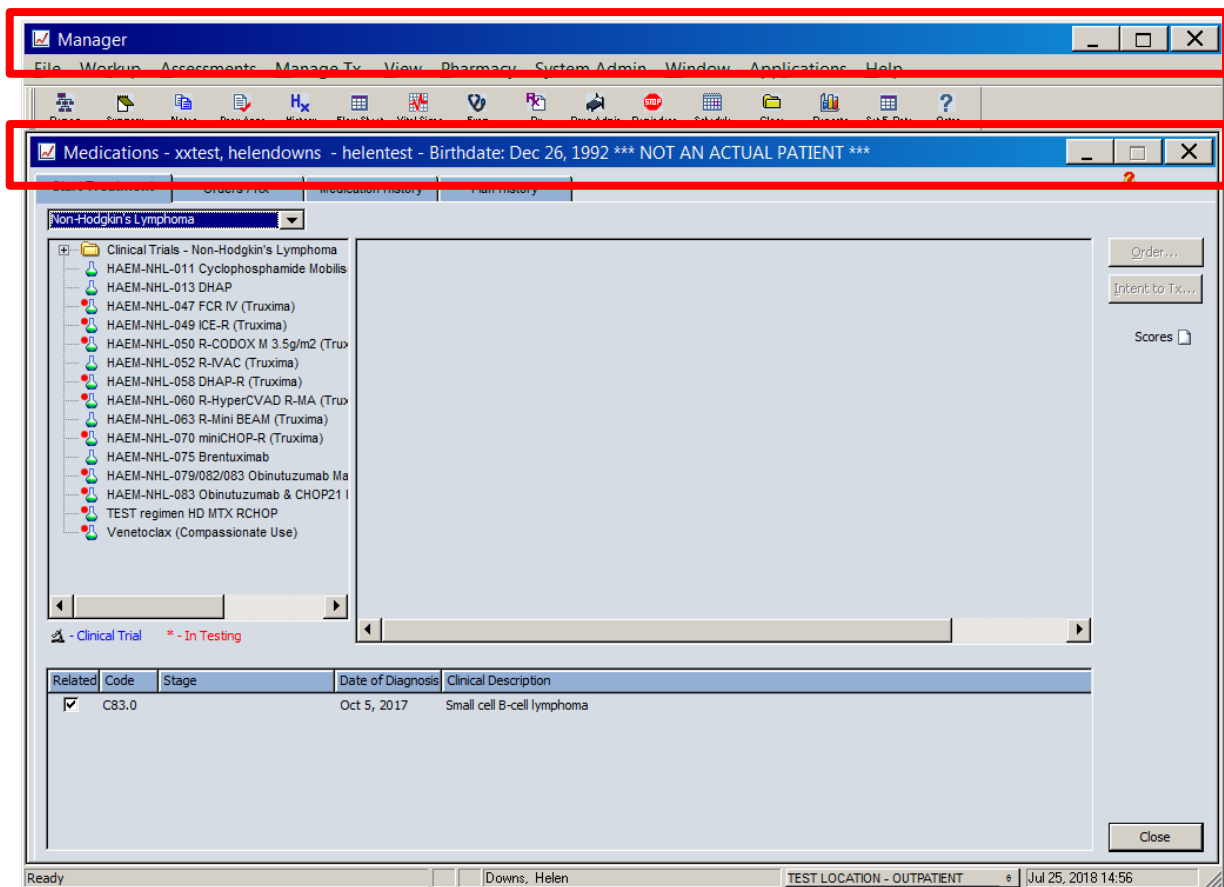 Manager
File Workup Assessments Manage Tx View Pharmacy System Admin Window Applications Help
Medications - xxtest, helendowns - helentest - Birthdate: Dec 26, 1992 *** NOT AN ACTUAL PATIENT ***
Start Treatment Orders / Rx Medication History Plan History
Non-Hodgkin's Lymphoma
Clinical Trials - Non-Hodgkin's Lymphoma
HAEM-NHL-011 Cyclophosphamide Mobilis
HAEM-NHL-013 DHAP
HAEM-NHL-047 FCR IV (Truxima)
HAEM-NHL-049 ICE-R (Truxima)
HAEM-NHL-050 R-CODOX M 3.5g/m2 (Trux
HAEM-NHL-052 R-IVAC (Truxima)
HAEM-NHL-058 DHAP-R (Truxima)
HAEM-NHL-060 R-HyperCVAD R-MA (Trux
HAEM-NHL-063 R-Mini BEAM (Truxima)
HAEM-NHL-070 miniCHOP-R (Truxima)
HAEM-NHL-075 Brentuximab
HAEM-NHL-079/082/083 Obinutuzumab Ma
HAEM-NHL-083 Obinutuzumab & CHOP21
TEST regimen HD MTX RCHOP
Venetoclax (Compassionate Use)
Order...
Intent to Tx...
Scores
- Clinical Trial * - In Testing
Related Code Stage Date of Diagnosis Clinical Description
C83.0 Oct 5, 2017 Small cell B-cell lymphoma
Close
Ready Downs, Helen TEST LOCATION - OUTPATIENT Jul 25, 2018 14:56